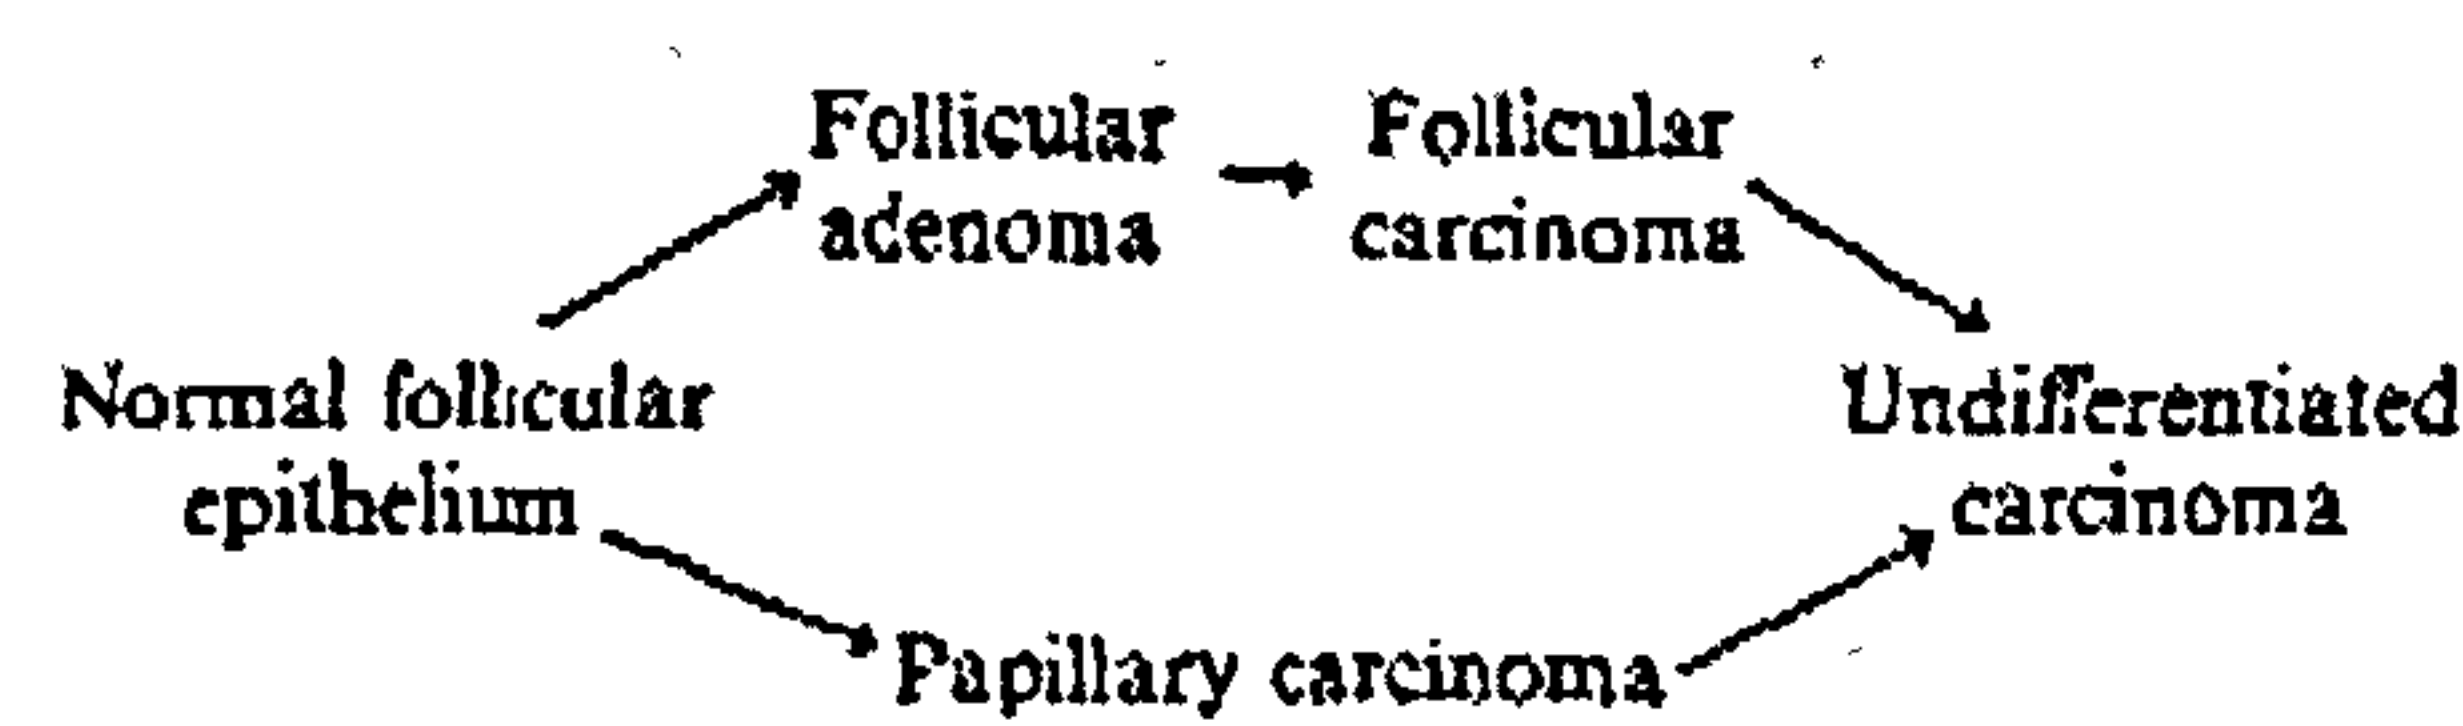 Follicular
adenoma
Follicular
carcinoma
Normal follicular
epithelium
Undifferentiated
carcinoma
Papillary carcinoma